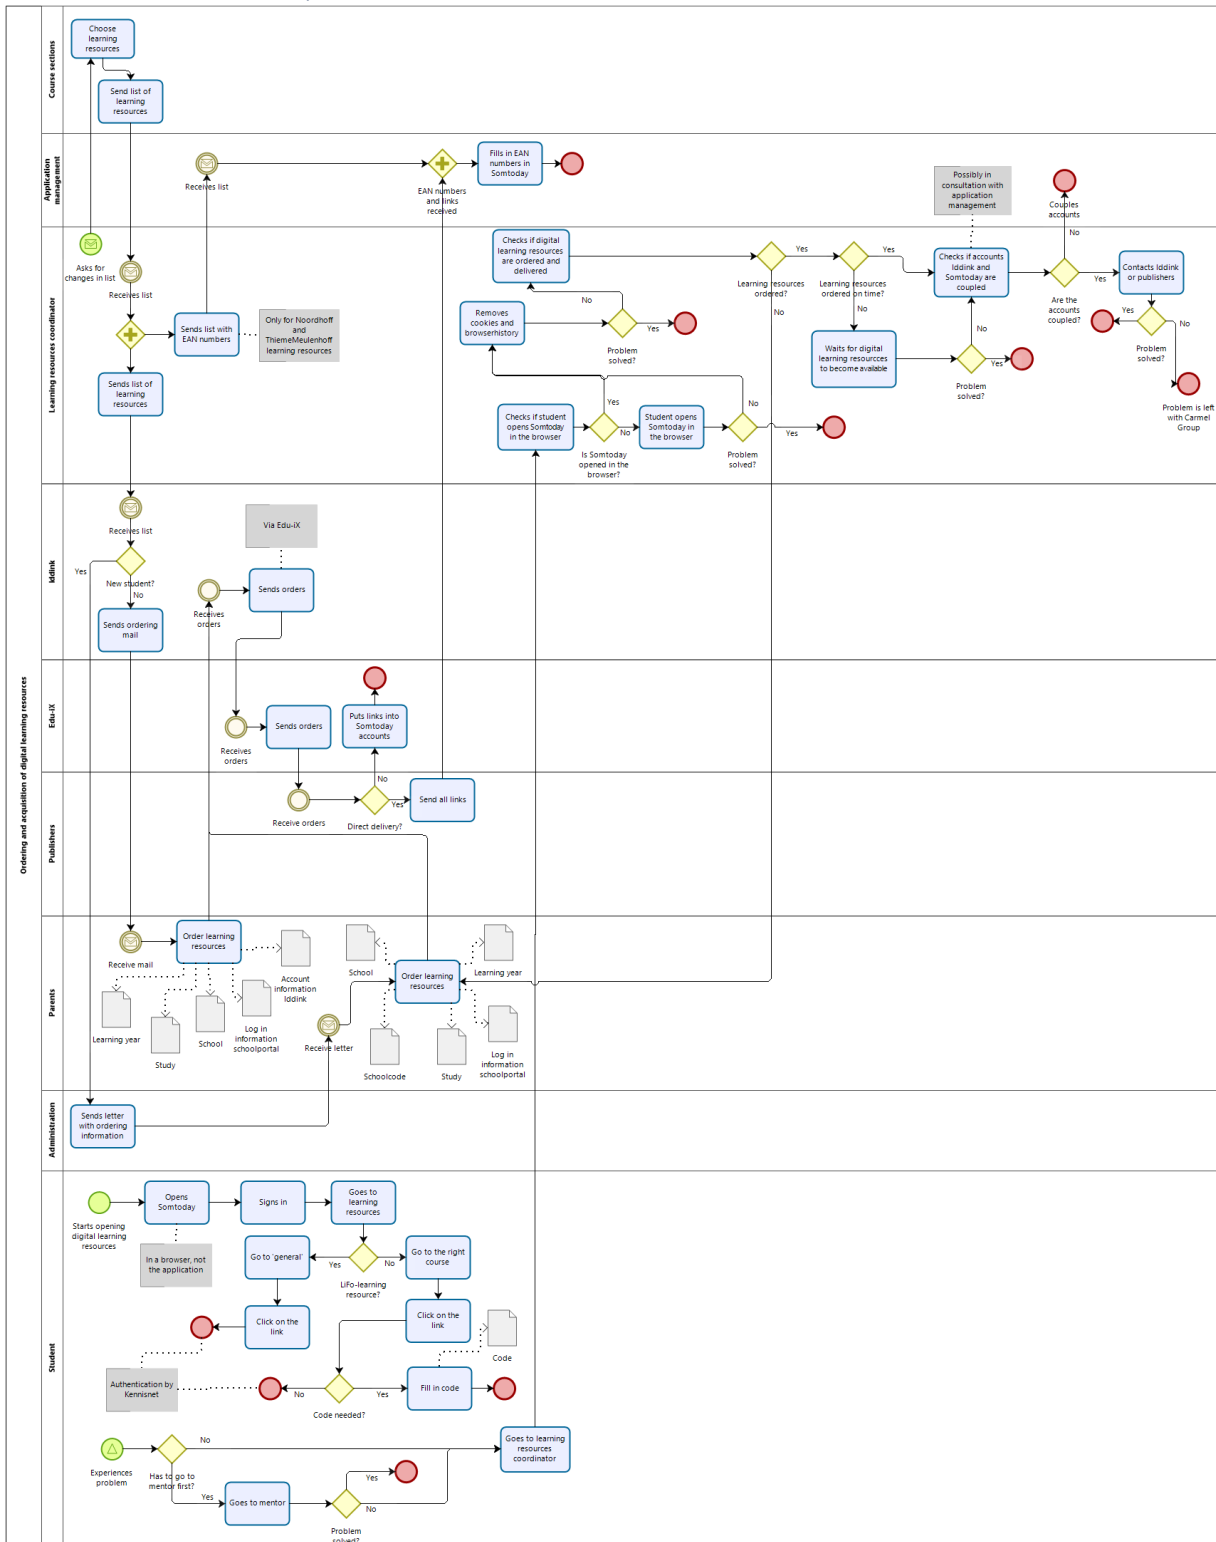 Ordering and acquisition of digital learning resources
Course sections
Choose
learning
resources
Send list of
learning
resources
Application
management
Receives list
EAN numbers
and links
received
Fills in EAN
numbers in
Somtoday
Possibly in
consultation with
application
management
Couples
accounts
Learning resources coordinator
Asks for
changes in list
Receives list
Sends list with
EAN numbers
Only for Noordhoff
and
ThiemeMeulenhoff
learning resources
Sends list of
learning
resources
Checks if digital
learning resources
are ordered and
delivered
Removes
cookies and
browserhistory
No
Yes
Problem
solved?
Checks if student
opens Somtoday
in the browser
Yes
No
Is Somtoday
opened in the
browser?
Student opens
Somtoday in
the browser
No
Yes
Problem
solved?
Learning resources
ordered?
Yes
No
Learning resources
ordered on time?
Yes
No
Waits for digital
learning resourcces
to become available
Checks if accounts
Iddink and
Somtoday are
coupled
No
Yes
Problem
solved?
No
Yes
Are the
accounts
coupled?
Contacts Iddink
or publishers
Yes
No
Problem
solved?
Problem is left
with Carmel
Group
Iddink
Receives list
Yes
New student?
No
Sends ordering
mail
Receives
orders
Via Edu-iX
Sends orders
Edu-iX
Receives
orders
Sends orders
Puts links into
Somtoday
accounts
Publishers
Receive orders
No
Yes
Direct delivery?
Send all links
Parents
Receive mail
Order learning
resources
Learning year
Study
School
Log in
information
schoolportal
Account
information
Iddink
Receive letter
School
Order learning
resources
Learning year
Schoolcode
Study
Log in
information
schoolportal
Administration
Sends letter
with ordering
information
Student
Starts opening
digital learning
resources
Opens
Somtoday
In a browser, not
the application
Signs in
Goes to
learning
resources
Go to 'general'
Yes
No
LiFo-learning
resource?
Go to the right
course
Click on the
link
Click on the
link
Authentication by
Kennisnet
No
Yes
Code needed?
Fill in code
Code
Experiences
problem
No
Has to go to
mentor first?
Yes
Goes to mentor
Yes
No
Problem
solved?
Goes to learning
resources
coordinator